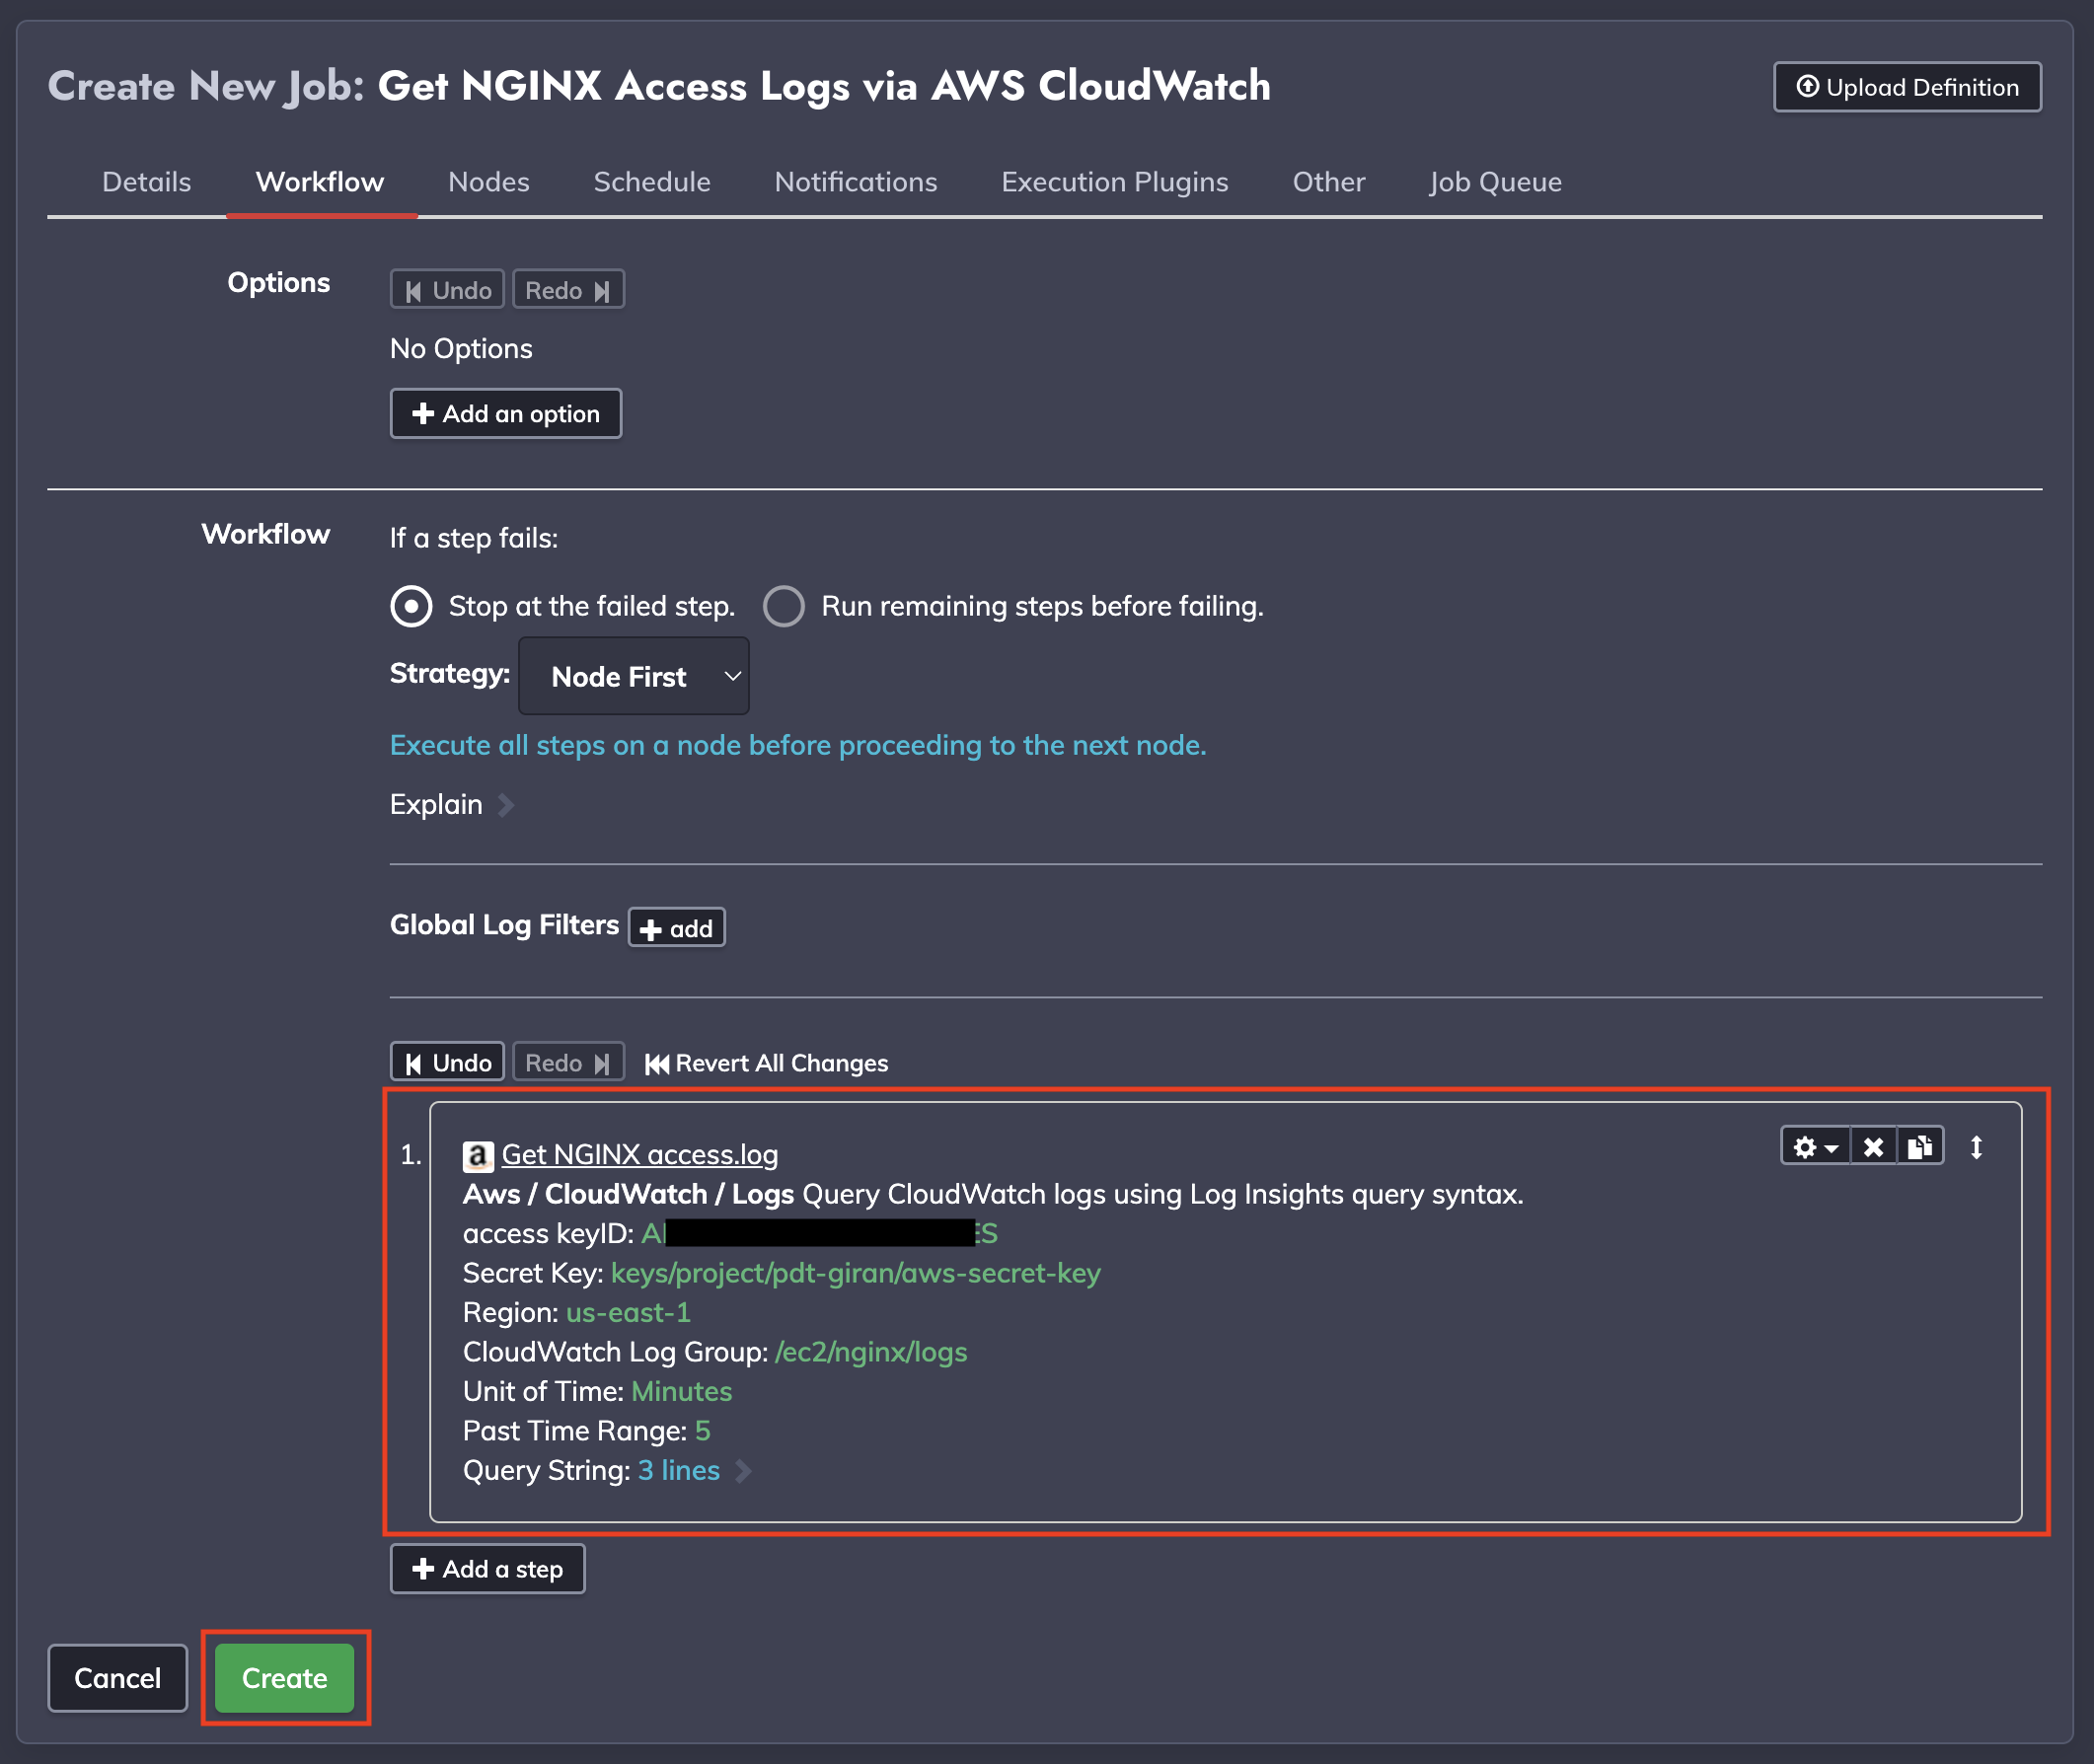 Create New Job: Get NGINX Access Logs via AWS CloudWatch
Upload Definition
Details Workflow Nodes Schedule Notifications Execution Plugins Other Job Queue
Options
Undo Redo
No Options
Add an option
Workflow
If a step fails:
Stop at the failed step. Run remaining steps before failing.
Strategy: Node First
Execute all steps on a node before proceeding to the next node.
Explain
Global Log Filters add
Undo Redo Revert All Changes
1. a Get NGINX access.log
Aws / CloudWatch / Logs Query CloudWatch logs using Log Insights query syntax.
access keyID: A ES
Secret Key: keys/project/pdt-giran/aws-secret-key
Region: us-east-1
CloudWatch Log Group: /ec2/nginx/logs
Unit of Time: Minutes
Past Time Range: 5
Query String: 3 lines
Add a step
Cancel Create